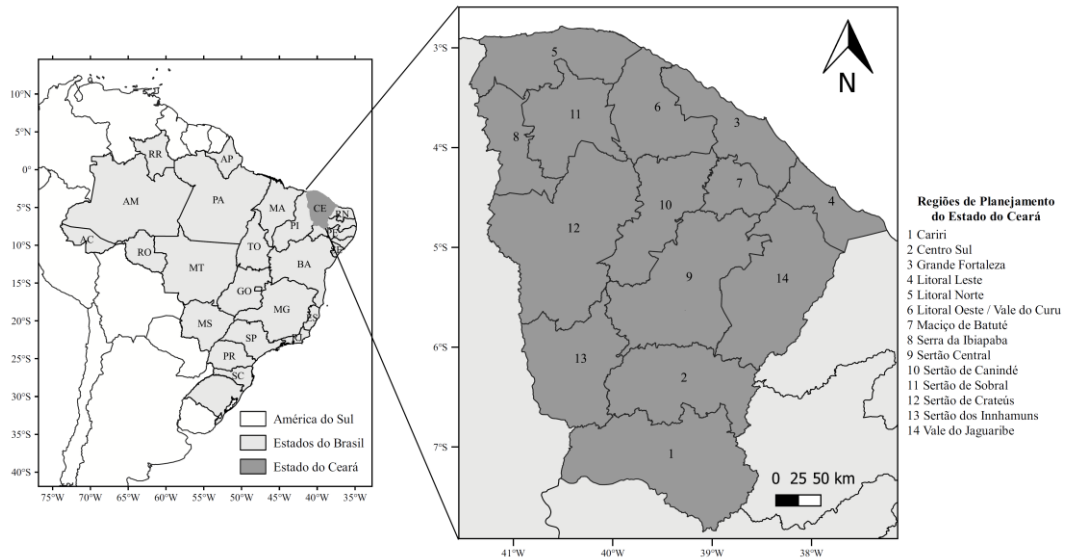 10°N
5°N
0°
5°S
10°S
15°S
20°S
25°S
30°S
35°S
40°S
75°W 70°W 65°W 60°W 55°W 50°W 45°W 40°W 35°W
RR
AP
AM
PA
MA
CE
RN
PI
AC
RO
TO
MT
BA
GO
MG
ES
MS
SP
PR
SC
América do Sul
Estados do Brasil
Estado do Ceará
3°S
4°S
5°S
6°S
7°S
41°W 40°W 39°W 38°W
N
5
6
3
11
8
7
4
10
12
9
14
13
2
1
0 25 50 km
Regiões de Planejamento
do Estado do Ceará
1 Cariri
2 Centro Sul
3 Grande Fortaleza
4 Litoral Leste
5 Litoral Norte
6 Litoral Oeste / Vale do Curu
7 Maciço de Batuté
8 Serra da Ibiapaba
9 Sertão Central
10 Sertão de Canindé
11 Sertão de Sobral
12 Sertão de Crateús
13 Sertão dos Innhamuns
14 Vale do Jaguaribe